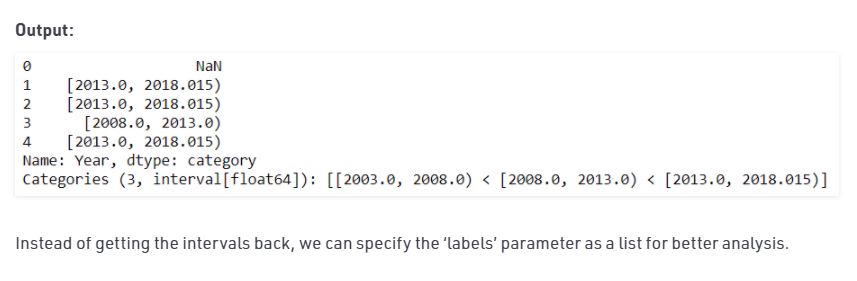 Output:
0                   NaN
1    [2013.0, 2018.015)
2    [2013.0, 2018.015)
3      [2008.0, 2013.0)
4    [2013.0, 2018.015)
Name: Year, dtype: category
Categories (3, interval[float64]): [[2003.0, 2008.0) < [2008.0, 2013.0) < [2013.0, 2018.015)]
Instead of getting the intervals back, we can specify the ‘labels’ parameter as a list for better analysis.